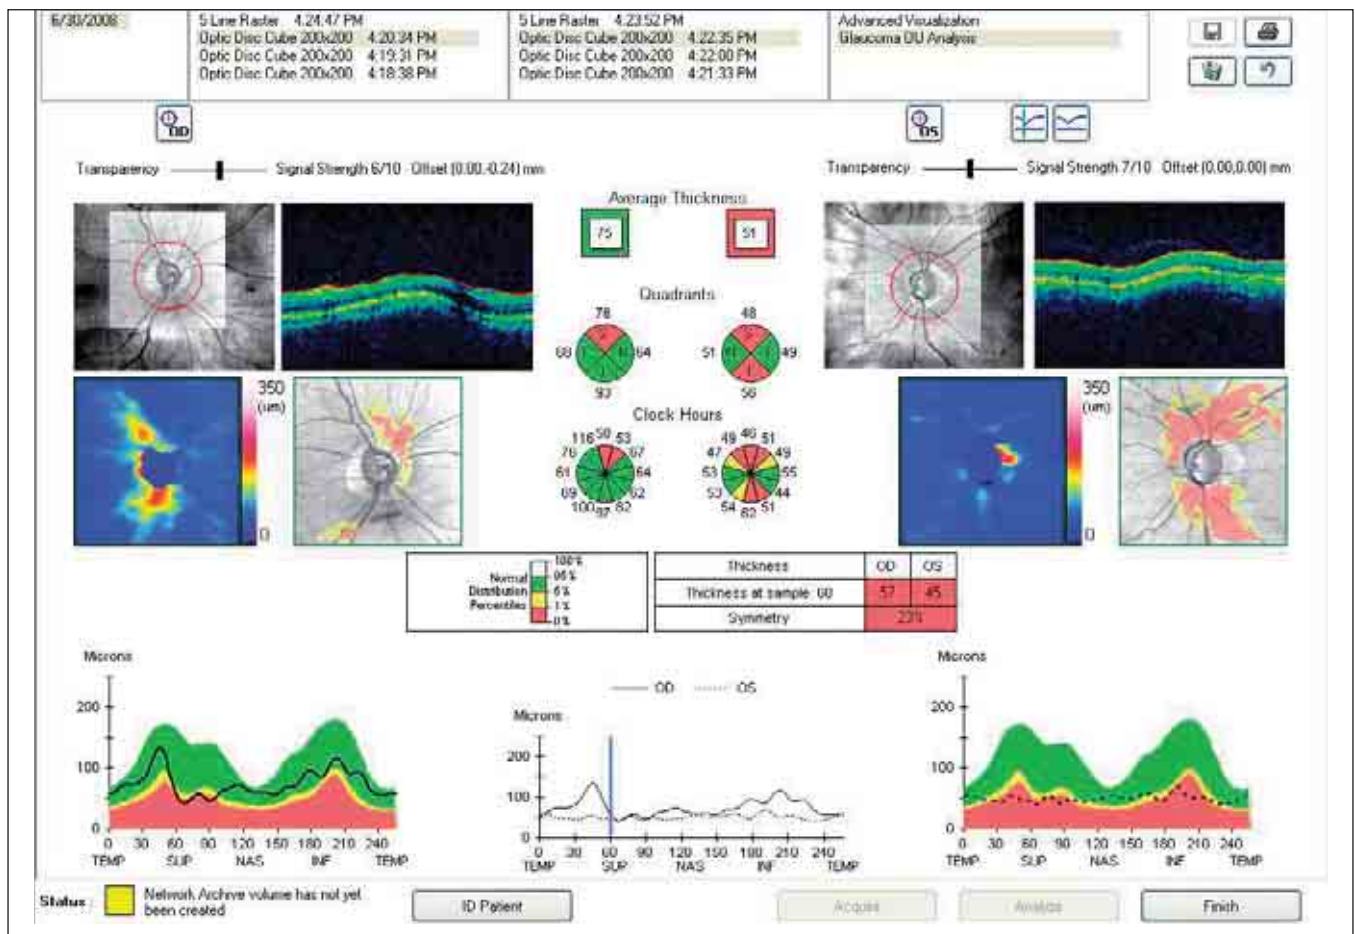 6/30/2008
5 Line Raster 4:24:47 PM
Optic Disc Cube 200x200 4:20:34 PM
Optic Disc Cube 200x200 4:19:31 PM
Optic Disc Cube 200x200 4:18:38 PM
5 Line Raster 4:23:52 PM
Optic Disc Cube 200x200 4:22:35 PM
Optic Disc Cube 200x200 4:22:00 PM
Optic Disc Cube 200x200 4:21:33 PM
Advanced Visualization
Glaucoma OU Analysis
OD
OS
Transparency
Signal Strength 6/10 Offset (0.00,-0.24) mm
Transparency
Signal Strength 7/10 Offset (0.00,0.00) mm
Average Thickness
75
51
Quadrants
78
68 T S N I 64
93
48
51 N S T I 49
56
350
(um)
0
350
(um)
0
Clock Hours
116 50 53
76 67
61 64
69 62
100 97 82
49 46 51
47 49
53 55
53 44
54 62 51
Normal
Distribution
Percentiles
100%
95%
5%
1%
0%
Thickness OD OS
Thickness at sample 60 57 45
Symmetry 23%
Microns
200
100
0
0 30 60 90 120 150 180 210 240
TEMP SUP NAS INF TEMP
OD OS
Microns
200
100
0
0 30 60 90 120 150 180 210 240
TEMP SUP NAS INF TEMP
Microns
200
100
0
0 30 60 90 120 150 180 210 240
TEMP SUP NAS INF TEMP
Status:
Network Archive volume has not yet
been created
ID Patient
Acquire
Analyze
Finish